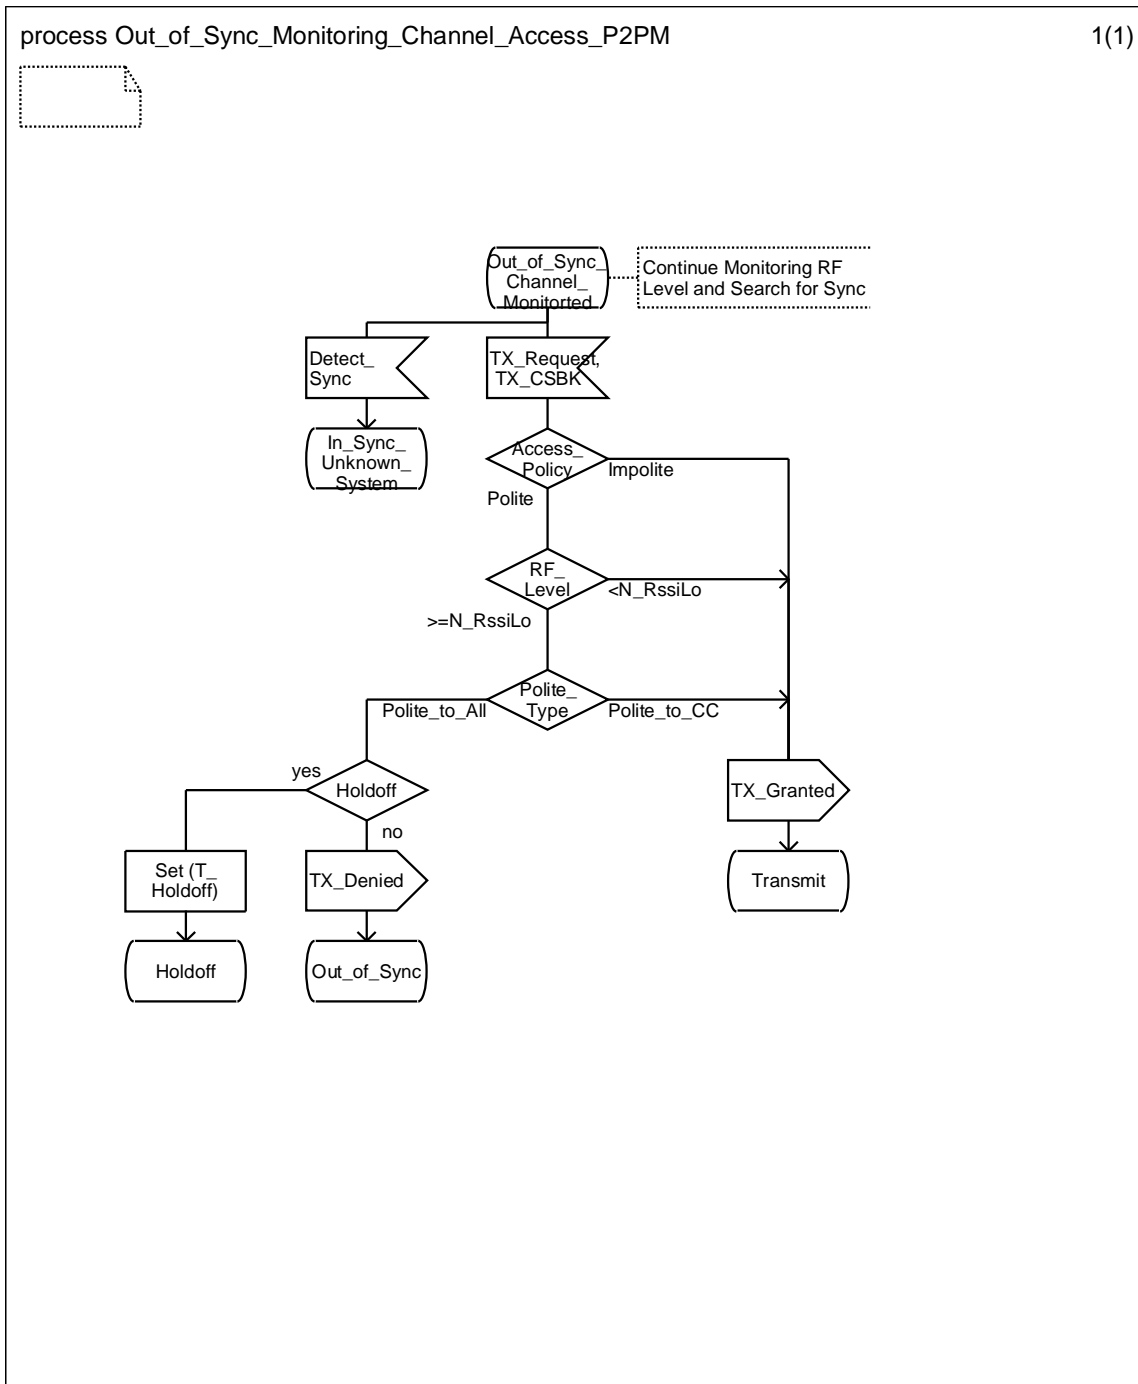 process Out_of_Sync_Monitoring_Channel_Access_P2PM
1(1)
Out_of_Sync_
Channel_
Monitorted
Continue Monitoring RF
Level and Search for Sync
Detect_
Sync
TX_Request,
TX_CSBK
In_Sync_
Unknown_
System
Access_
Policy
Impolite
Polite
RF_
Level
<N_RssiLo
>=N_RssiLo
Polite_
Type
Polite_to_All
Polite_to_CC
yes
Holdoff
TX_Granted
no
Set (T_
Holdoff)
TX_Denied
Transmit
Holdoff
Out_of_Sync